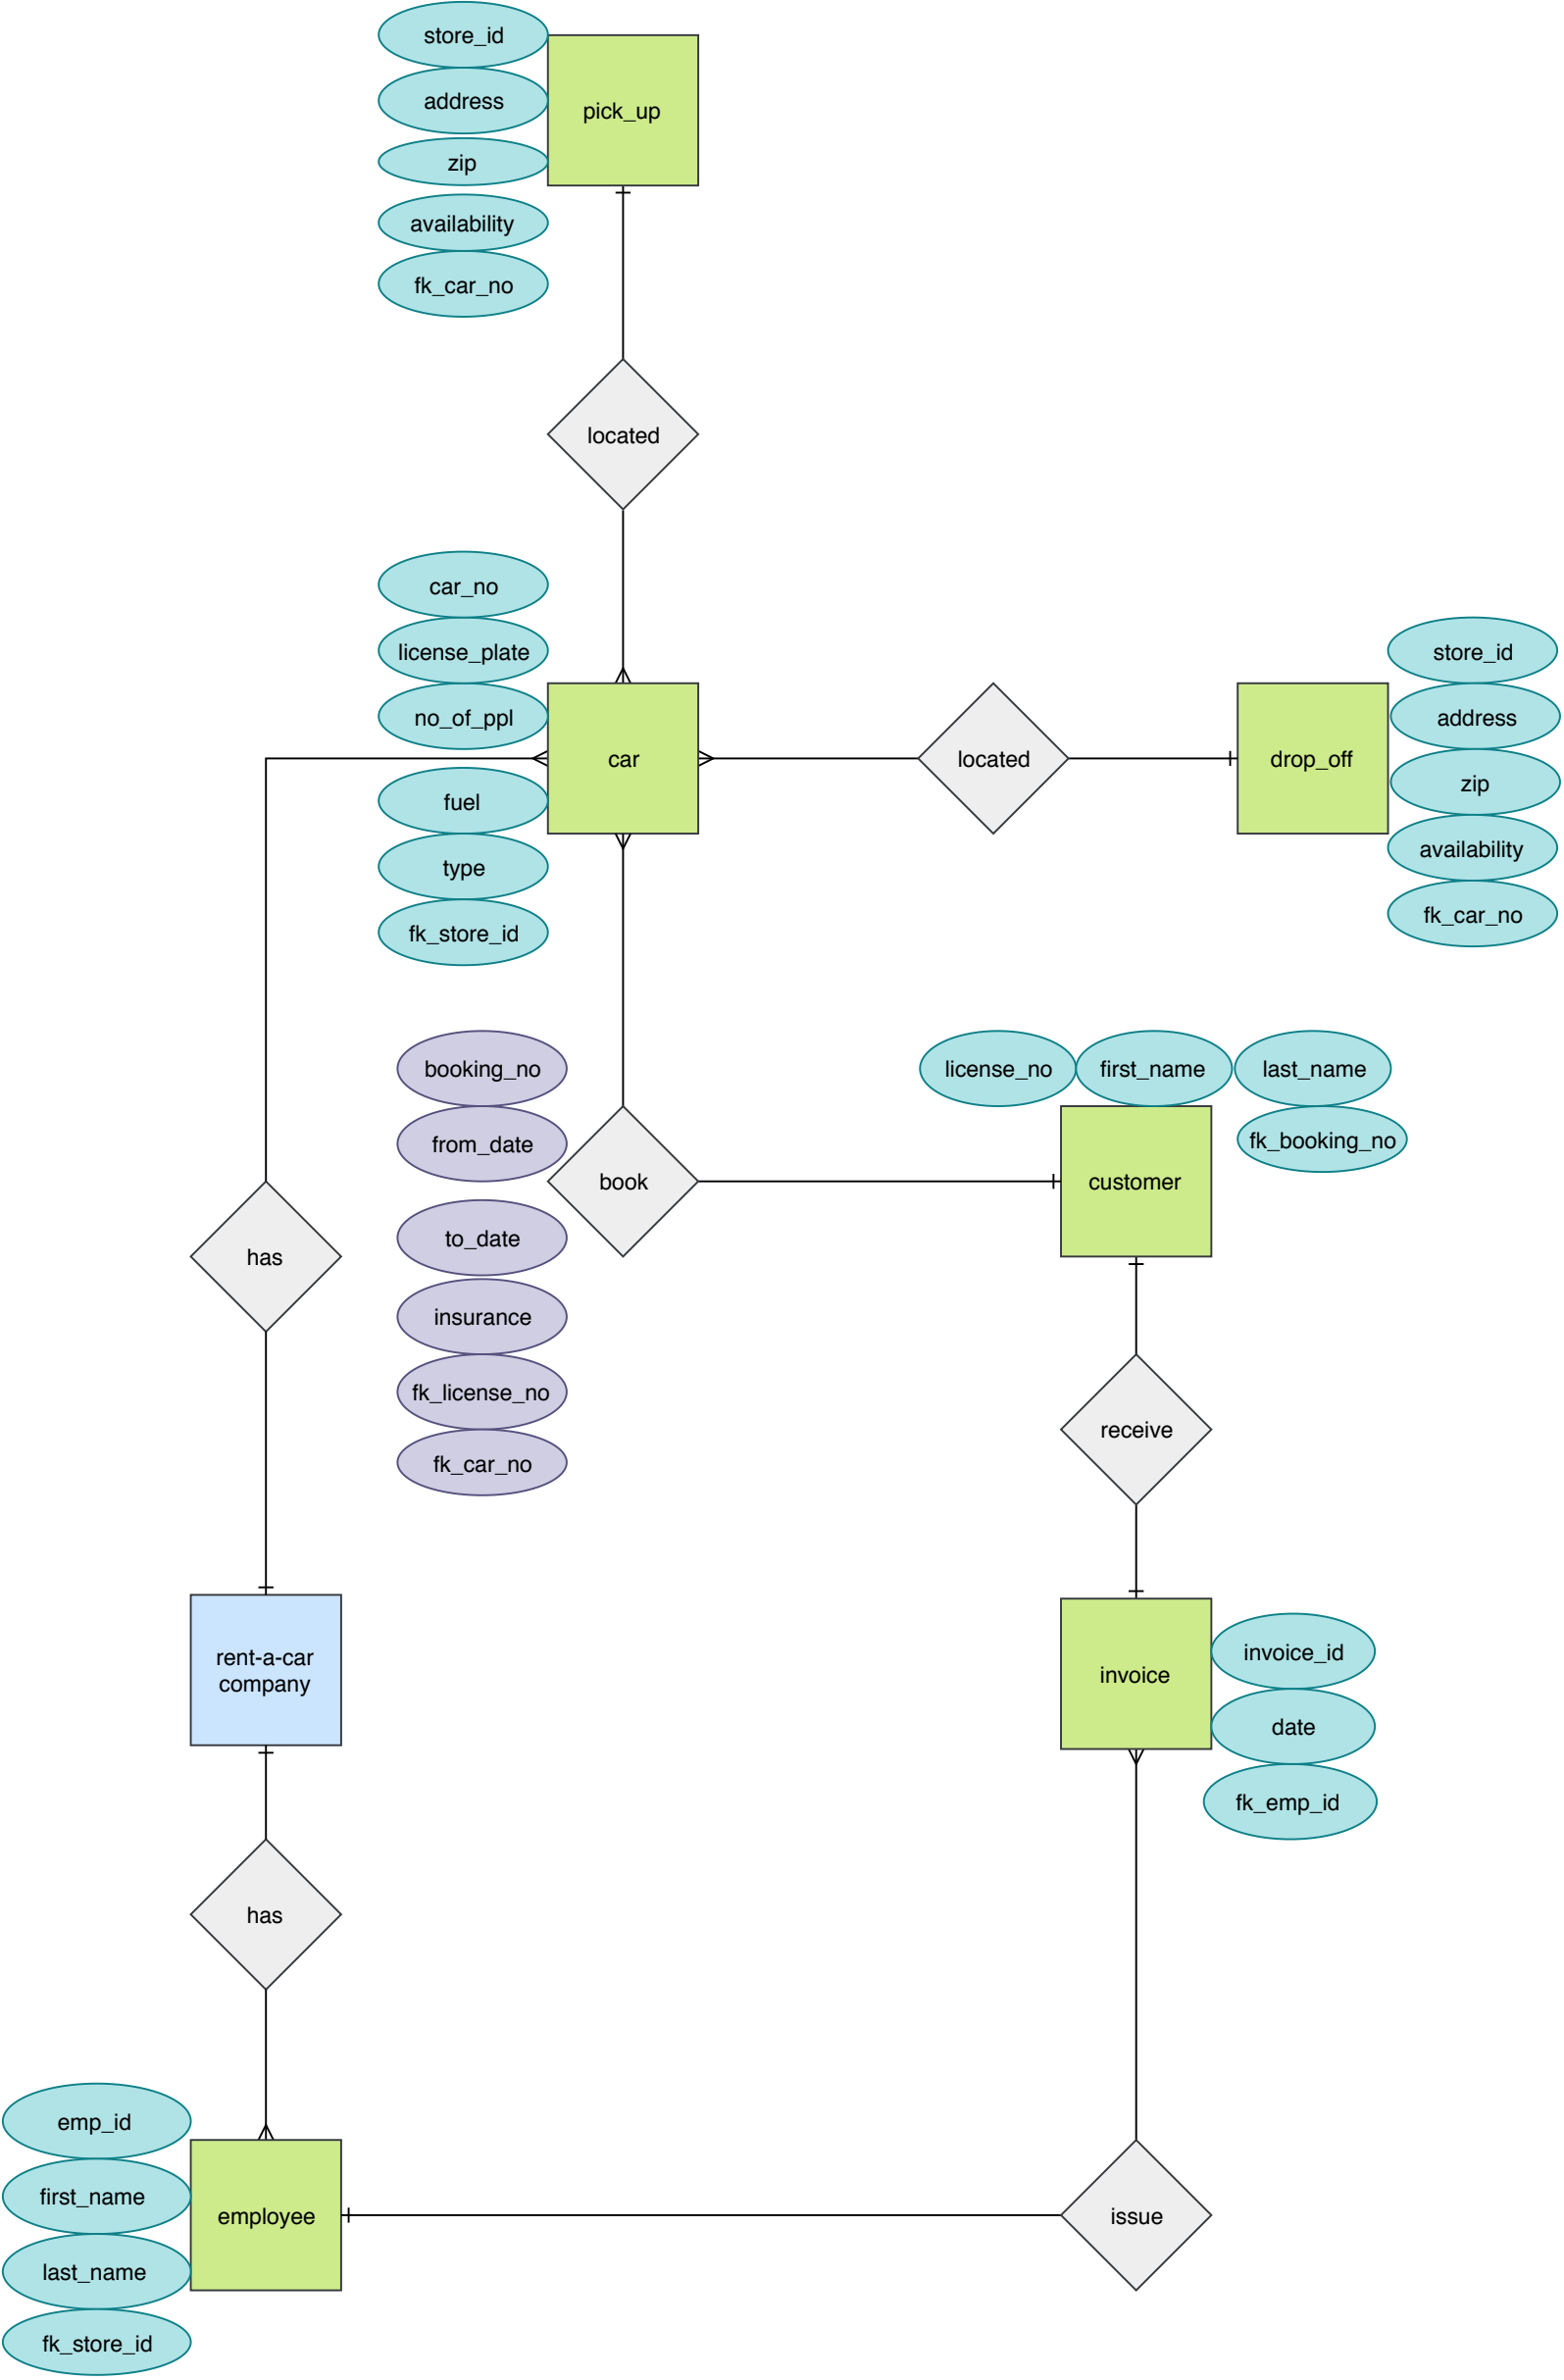 store_id
address
pick_up
zip
availability
fk_car_no
located
car_no
license_plate
no_of_ppl
car
fuel
type
fk_store_id
located
drop_off
store_id
address
zip
availability
fk_car_no
booking_no
from_date
book
to_date
insurance
fk_license_no
fk_car_no
license_no
first_name
last_name
fk_booking_no
customer
has
receive
rent-a-car
company
invoice
invoice_id
date
fk_emp_id
has
emp_id
first_name
employee
last_name
fk_store_id
issue